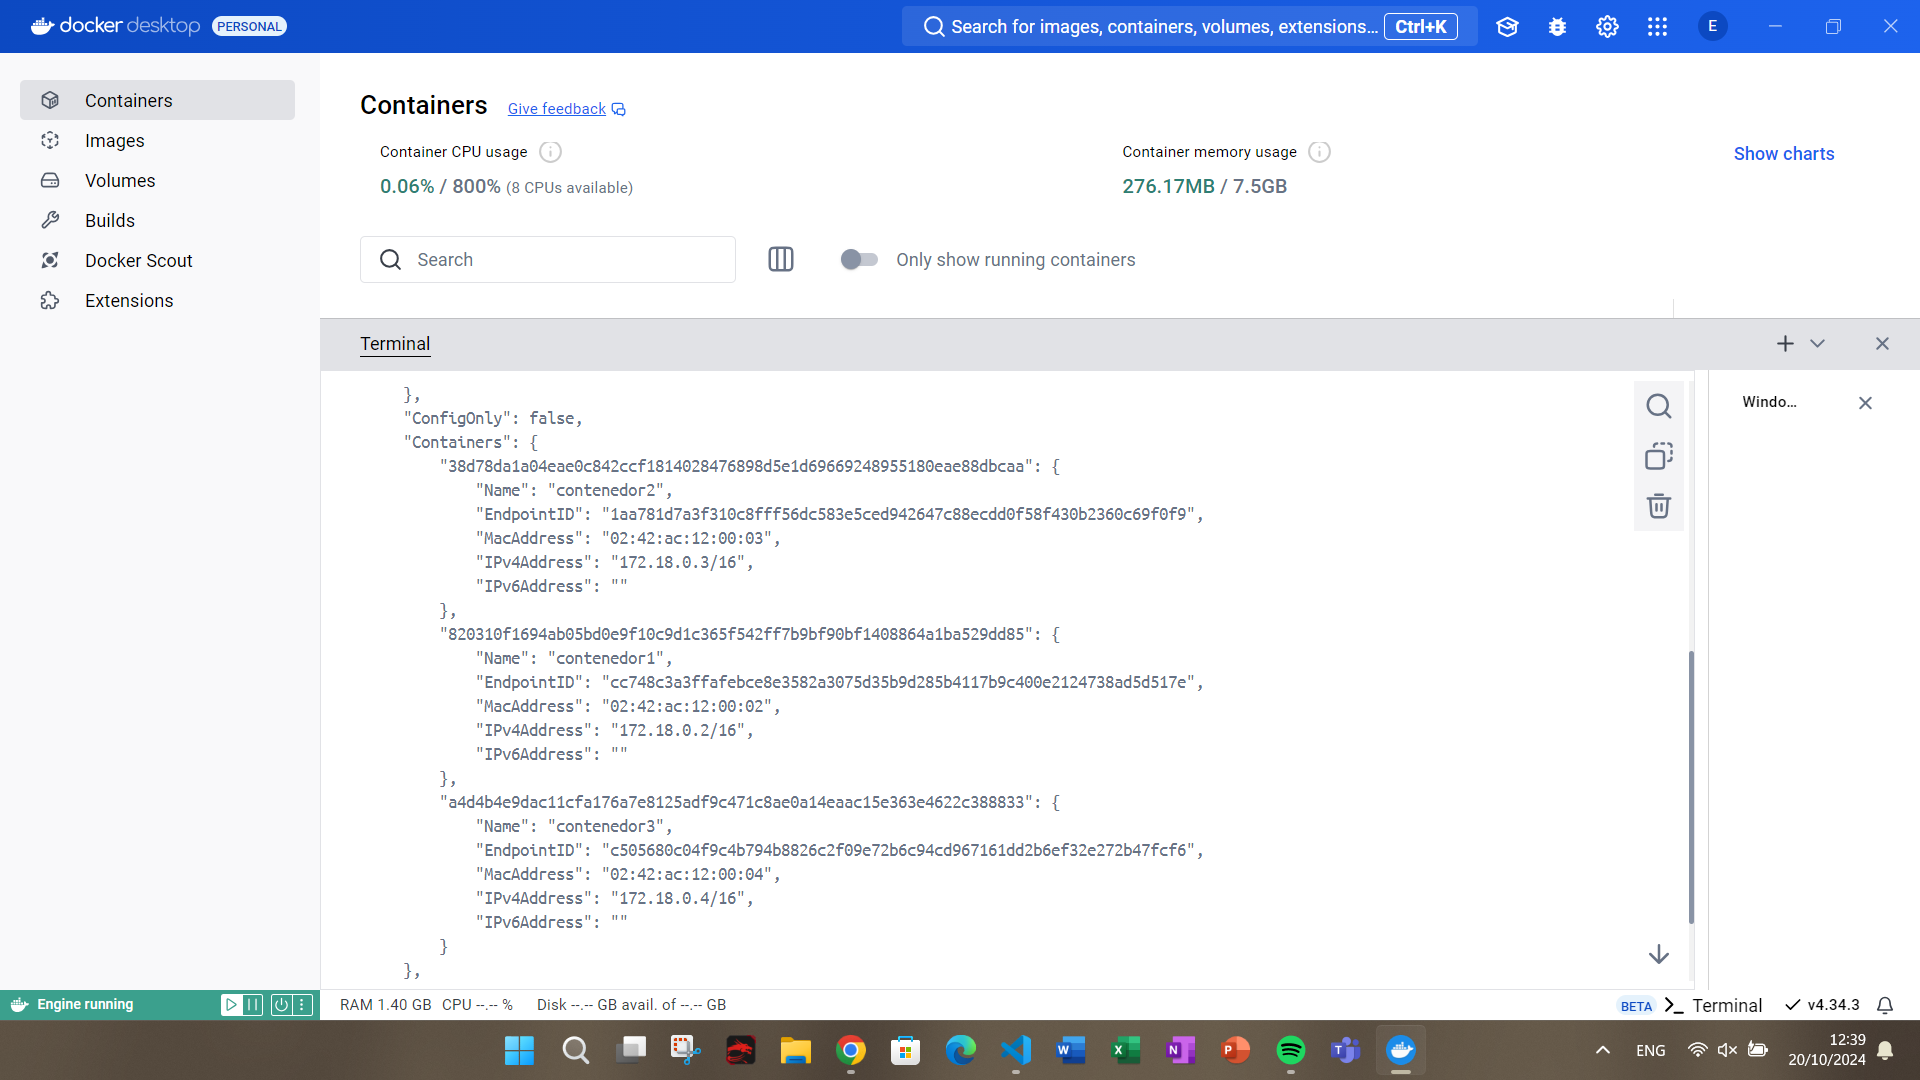 docker desktop PERSONAL
Search for images, containers, volumes, extensions... Ctrl+K
E
Containers
Images
Volumes
Builds
Docker Scout
Extensions
Containers Give feedback
Container CPU usage
0.06% / 800% (8 CPUs available)
Container memory usage
276.17MB / 7.5GB
Show charts
Search
Only show running containers
Terminal
Windo...
},
"ConfigOnly": false,
"Containers": {
"38d78da1a04eae0c842ccf1814028476898d5e1d69669248955180eae88dbcaa": {
"Name": "contenedor2",
"EndpointID": "1aa781d7a3f310c8fff56dc583e5ced942647c88ecdd0f58f430b2360c69f0f9",
"MacAddress": "02:42:ac:12:00:03",
"IPv4Address": "172.18.0.3/16",
"IPv6Address": ""
},
"820310f1694ab05bd0e9f10c9d1c365f542ff7b9bf90bf1408864a1ba529dd85": {
"Name": "contenedor1",
"EndpointID": "cc748c3a3ffafebce8e3582a3075d35b9d285b4117b9c400e2124738ad5d517e",
"MacAddress": "02:42:ac:12:00:02",
"IPv4Address": "172.18.0.2/16",
"IPv6Address": ""
},
"a4d4b4e9dac11cfa176a7e8125adf9c471c8ae0a14eaac15e363e4622c388833": {
"Name": "contenedor3",
"EndpointID": "c505680c04f9c4b794b8826c2f09e72b6c94cd967161dd2b6ef32e272b47fcf6",
"MacAddress": "02:42:ac:12:00:04",
"IPv4Address": "172.18.0.4/16",
"IPv6Address": ""
}
},
Engine running
RAM 1.40 GB CPU --.-- % Disk --.-- GB avail. of --.-- GB
BETA Terminal v4.34.3
ENG
12:39
20/10/2024